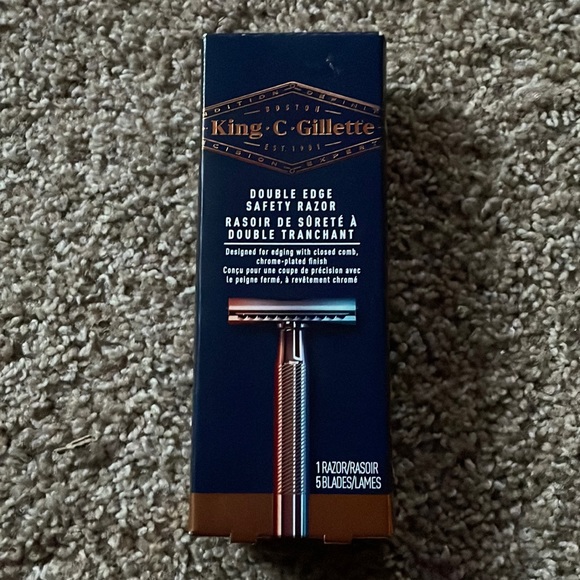 BOSTON
King·C·Gillette
EST. 1901
DOUBLE EDGE
SAFETY RAZOR
RASOIR DE SÛRETÉ À
DOUBLE TRANCHANT
Designed for edging with closed comb,
chrome-plated finish
Conçu pour une coupe de précision avec
le peigne fermé, à revêtement chromé
1 RAZOR/RASOIR
5 BLADES/LAMES